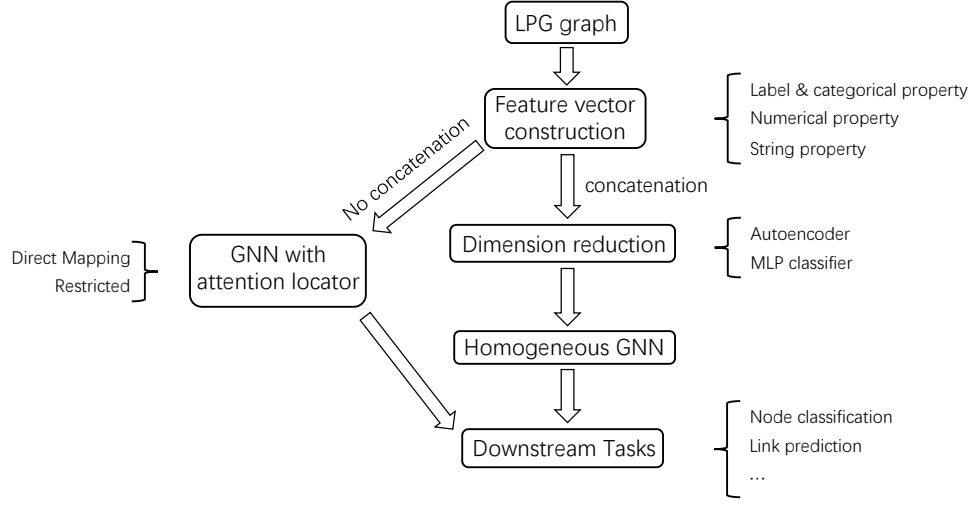 LPG graph
Feature vector
construction
Label & categorical property
Numerical property
String property
No concatenation
concatenation
Direct Mapping
Restricted
GNN with
attention locator
Dimension reduction
Autoencoder
MLP classifier
Homogeneous GNN
Downstream Tasks
Node classification
Link prediction
...